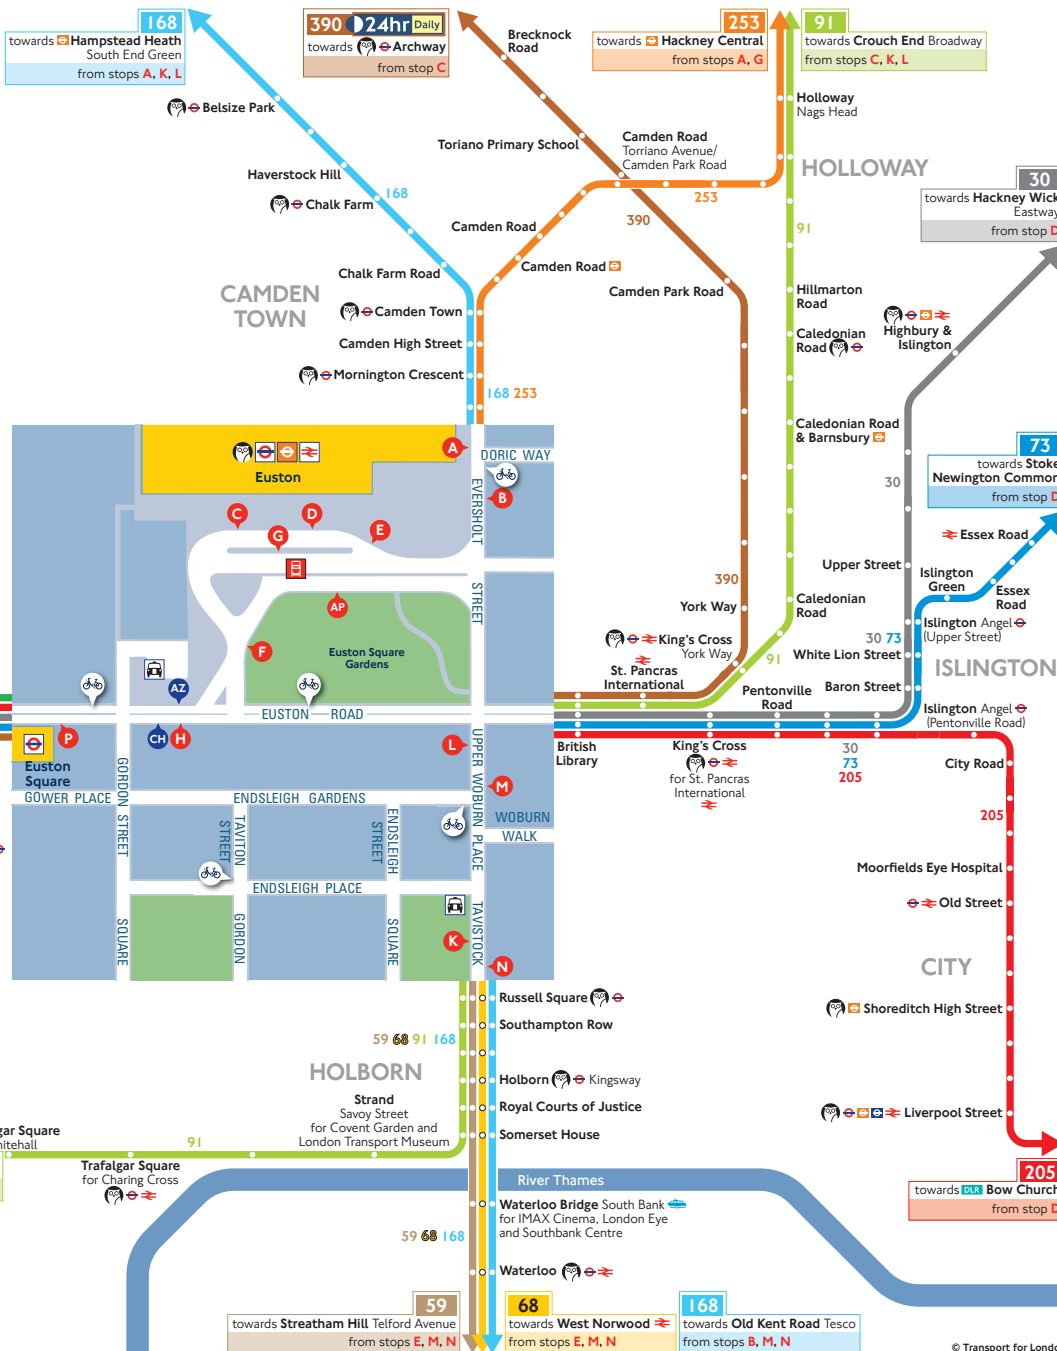 168
towards Hampstead Heath
South End Green
from stops A, K, L
390 24hr Daily
towards Archway
from stop C
Brecknock
Road
253
towards Hackney Central
from stops A, G
91
towards Crouch End Broadway
from stops C, K, L
Belsize Park
Holloway
Nags Head
Toriano Primary School
Camden Road
Torriano Avenue/
Camden Park Road
HOLLOWAY
Haverstock Hill
168
Chalk Farm
253
390
30
towards Hackney Wick
Eastway
from stop D
Camden Road
91
Chalk Farm Road
Camden Road
Camden Park Road
Hillmarton
Road
CAMDEN
TOWN
Camden Town
Camden High Street
Caledonian
Road
Highbury &
Islington
Mornington Crescent
168 253
Caledonian Road
& Barnsbury
73
towards Stoke
Newington Common
from stop D
30
Euston
A
DORIC WAY
B
EVERSHOLT
STREET
C
D
G
E
Essex Road
Upper Street
Islington
Green
Essex
Road
390
York Way
Caledonian
Road
AP
F
Euston Square
Gardens
King's Cross
York Way
St. Pancras
International
91
30 73
Islington Angel
(Upper Street)
White Lion Street
ISLINGTON
Baron Street
Pentonville
Road
Islington Angel
(Pentonville Road)
AZ
EUSTON ROAD
P
CH
H
L
Euston
Square
British
Library
King's Cross
for St. Pancras
International
30
73
205
City Road
M
UPPER WOBURN PLACE
GOWER PLACE
ENDSLEIGH GARDENS
GORDON STREET
TAVITON
STREET
ENDSLEIGH
STREET
WOBURN
WALK
205
Moorfields Eye Hospital
ENDSLEIGH PLACE
Old Street
SQUARE
GORDON
SQUARE
TAVISTOCK
K
N
CITY
Russell Square
Southampton Row
Shoreditch High Street
59 68 91 168
HOLBORN
Holborn Kingsway
Strand
Savoy Street
for Covent Garden and
London Transport Museum
Royal Courts of Justice
Somerset House
Liverpool Street
gar Square
itehall
91
Trafalgar Square
for Charing Cross
River Thames
205
towards DLR Bow Church
from stop D
Waterloo Bridge South Bank
for IMAX Cinema, London Eye
and Southbank Centre
59 68 168
Waterloo
59
towards Streatham Hill Telford Avenue
from stops E, M, N
68
towards West Norwood
from stops E, M, N
168
towards Old Kent Road Tesco
from stops B, M, N
© Transport for Londo